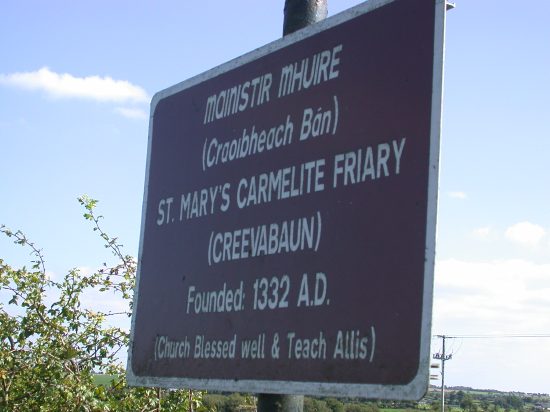 MAINISTIR MHUIRE
(Craoibheach Bán)
ST. MARY'S CARMELITE FRIARY
(CREEVABAUN)
Founded: 1332 A.D.
(Church Blessed well & Teach Allis)